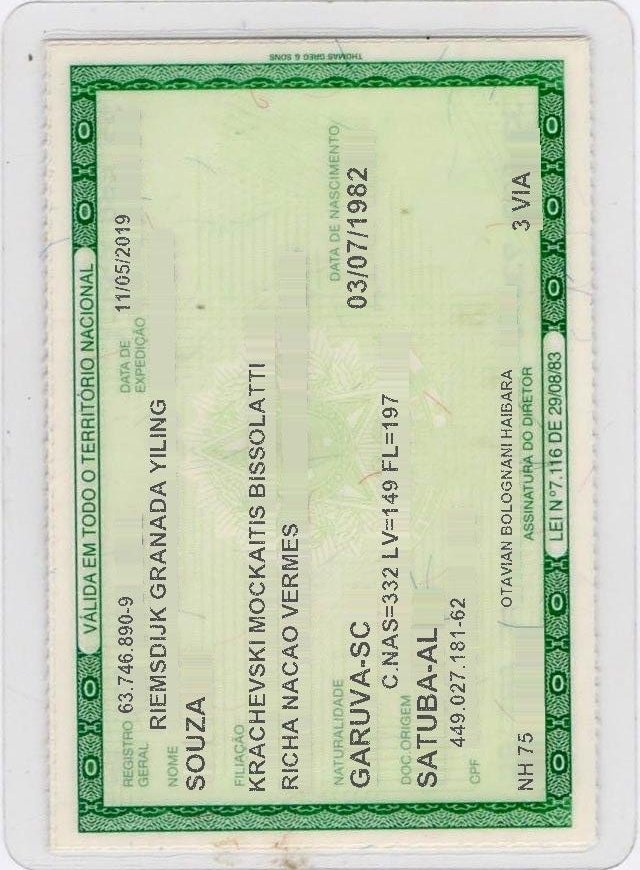 VÁLIDA EM TODO O TERRITÓRIO NACIONAL
REGISTRO GERAL 63.746.890-9 DATA DE EXPEDIÇÃO 11/05/2019
NOME RIEMSDIJK GRANADA YILING
SOUZA
FILIAÇÃO
KRACHEVSKI MOCKAITIS BISSOLATTI
RICHA NACAO VERMES
NATURALIDADE DATA DE NASCIMENTO
GARUVA-SC 03/07/1982
DOC ORIGEM C.NAS=332 LV=149 FL=197
SATUBA-AL
CPF 449.027.181-62
OTAVIAN BOLOGNANI HAIBARA
NH 75 ASSINATURA DO DIRETOR 3 VIA
LEI Nº 7.116 DE 29/08/83
THOMAS GREG & SONS